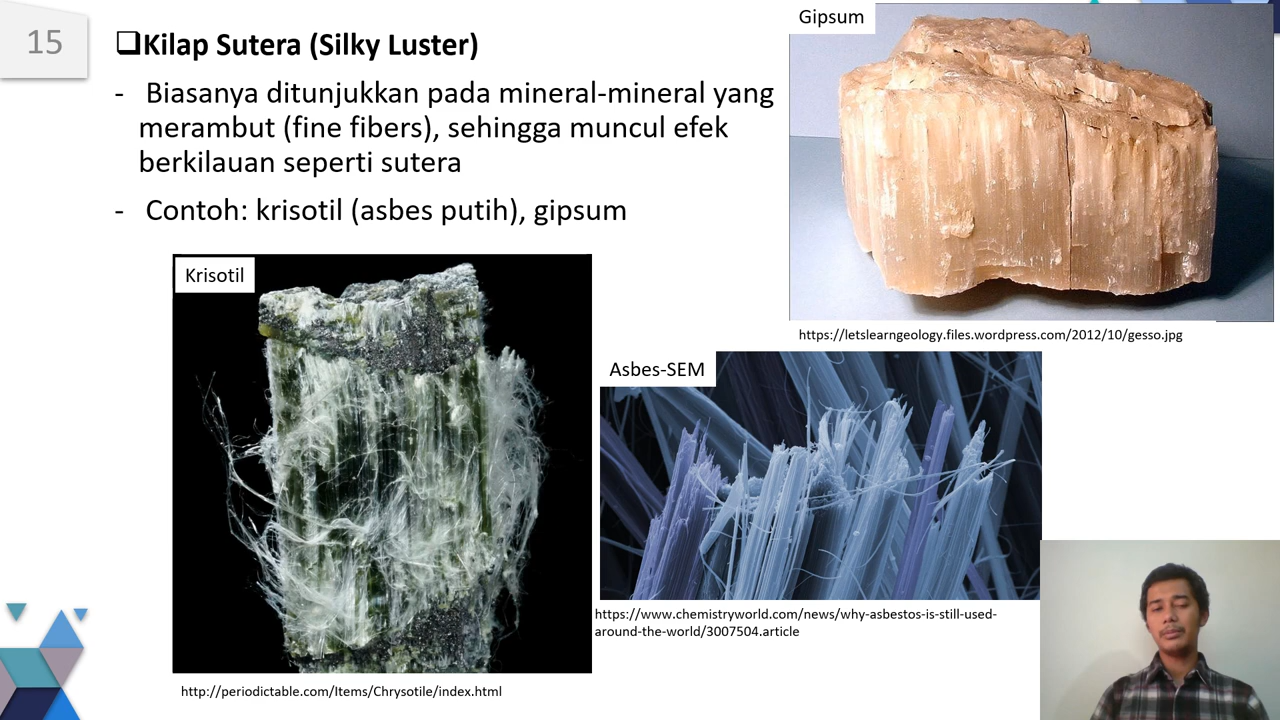 15
❑Kilap Sutera (Silky Luster)
- Biasanya ditunjukkan pada mineral-mineral yang
merambut (fine fibers), sehingga muncul efek
berkilauan seperti sutera
- Contoh: krisotil (asbes putih), gipsum
Gipsum
https://letslearngeology.files.wordpress.com/2012/10/gesso.jpg
Krisotil
http://periodictable.com/Items/Chrysotile/index.html
Asbes-SEM
https://www.chemistryworld.com/news/why-asbestos-is-still-used-
around-the-world/3007504.article